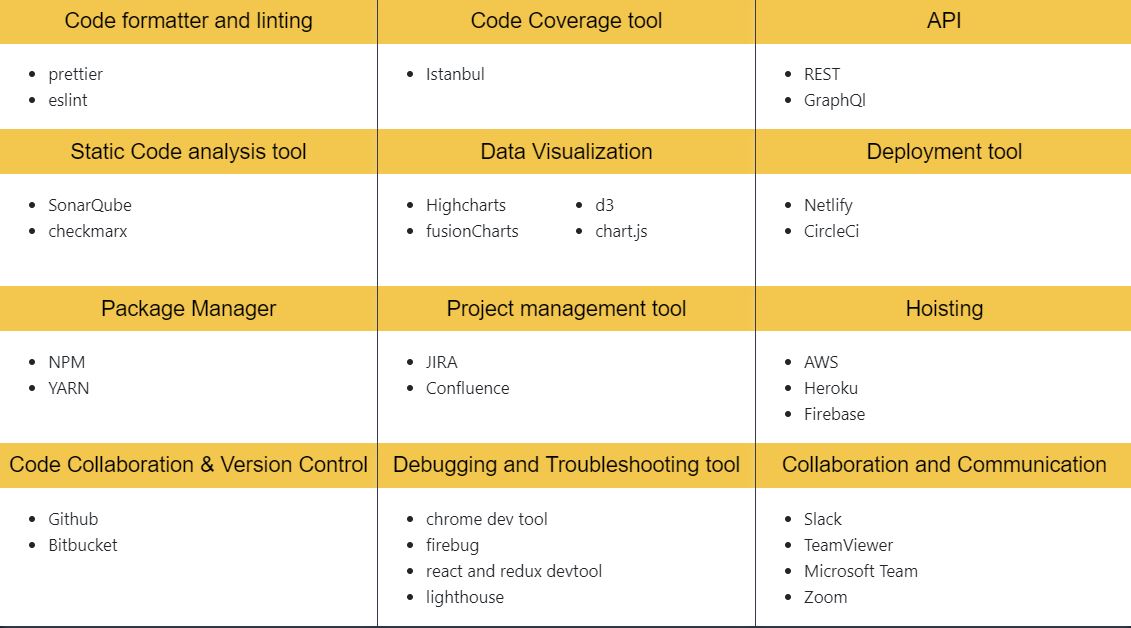 Code formatter and linting
Code Coverage tool
API
prettier
eslint
Istanbul
REST
GraphQl
Static Code analysis tool
Data Visualization
Deployment tool
SonarQube
checkmarx
Highcharts
fusionCharts
d3
chart.js
Netlify
CircleCi
Package Manager
Project management tool
Hoisting
NPM
YARN
JIRA
Confluence
AWS
Heroku
Firebase
Code Collaboration & Version Control
Debugging and Troubleshooting tool
Collaboration and Communication
Github
Bitbucket
chrome dev tool
firebug
react and redux devtool
lighthouse
Slack
TeamViewer
Microsoft Team
Zoom